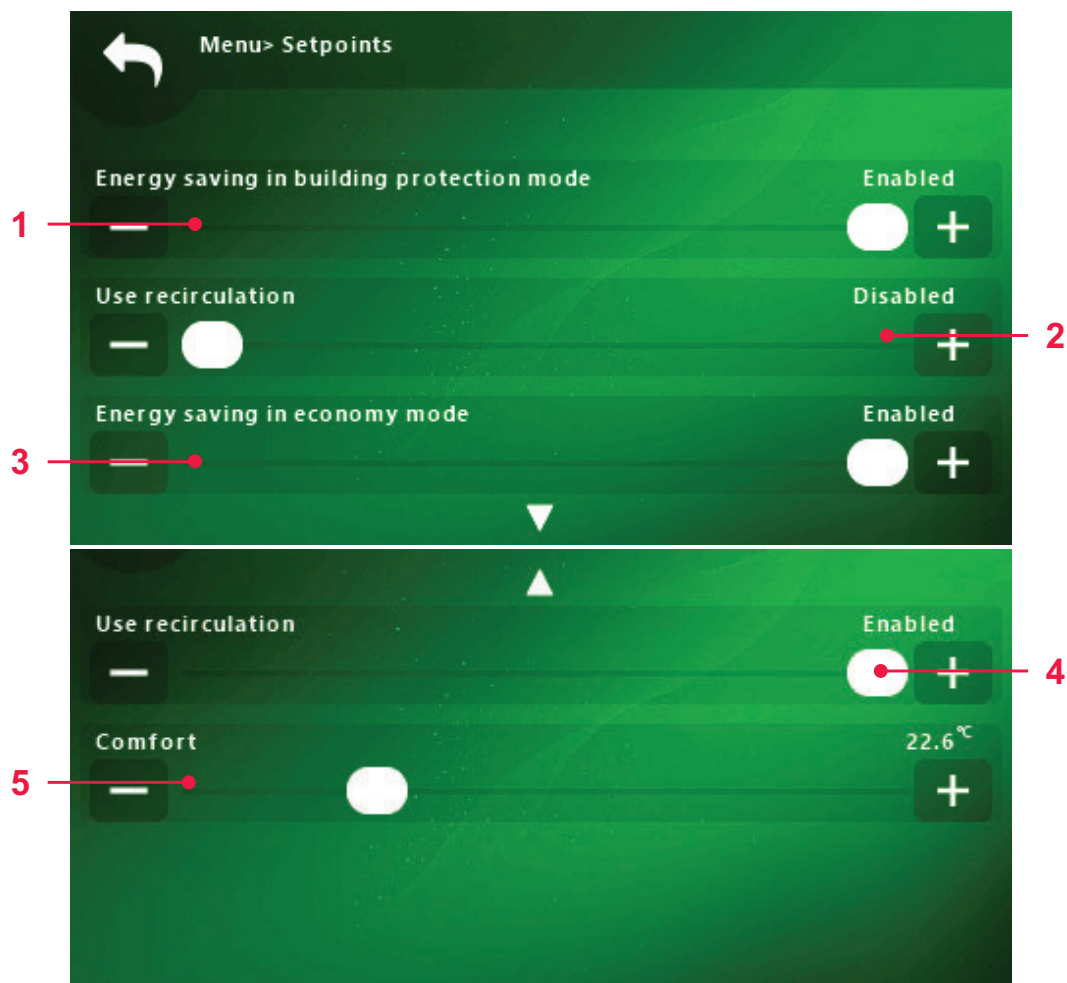 Menu> Setpoints
Energy saving in building protection mode Enabled
1
Use recirculation Disabled
2
Energy saving in economy mode Enabled
3
Use recirculation Enabled
4
Comfort 22.6℃
5